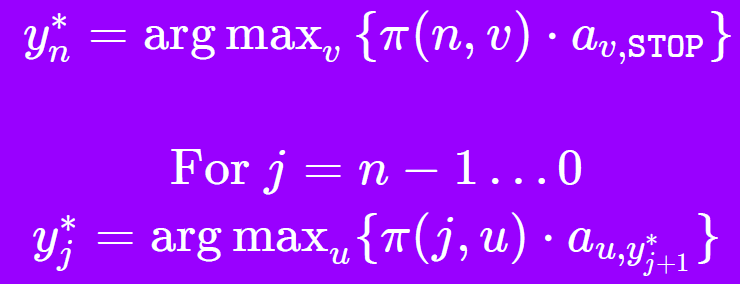 y*_n = arg max_v {π(n, v) · a_{v,STOP}}
For j = n − 1 … 0
y*_j = arg max_u {π(j, u) · a_{u,y*_{j+1}}}